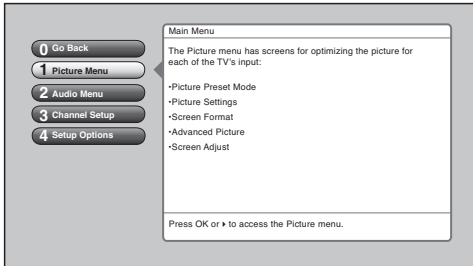 0 Go Back
1 Picture Menu
2 Audio Menu
3 Channel Setup
4 Setup Options
Main Menu
The Picture menu has screens for optimizing the picture for
each of the TV's input:
•Picture Preset Mode
•Picture Settings
•Screen Format
•Advanced Picture
•Screen Adjust
Press OK or ▸ to access the Picture menu.